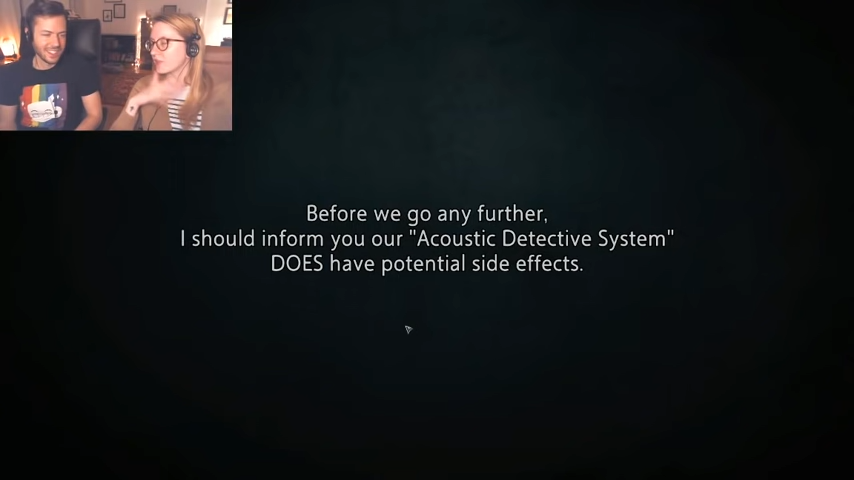 Before we go any further,
I should inform you our "Acoustic Detective System"
DOES have potential side effects.